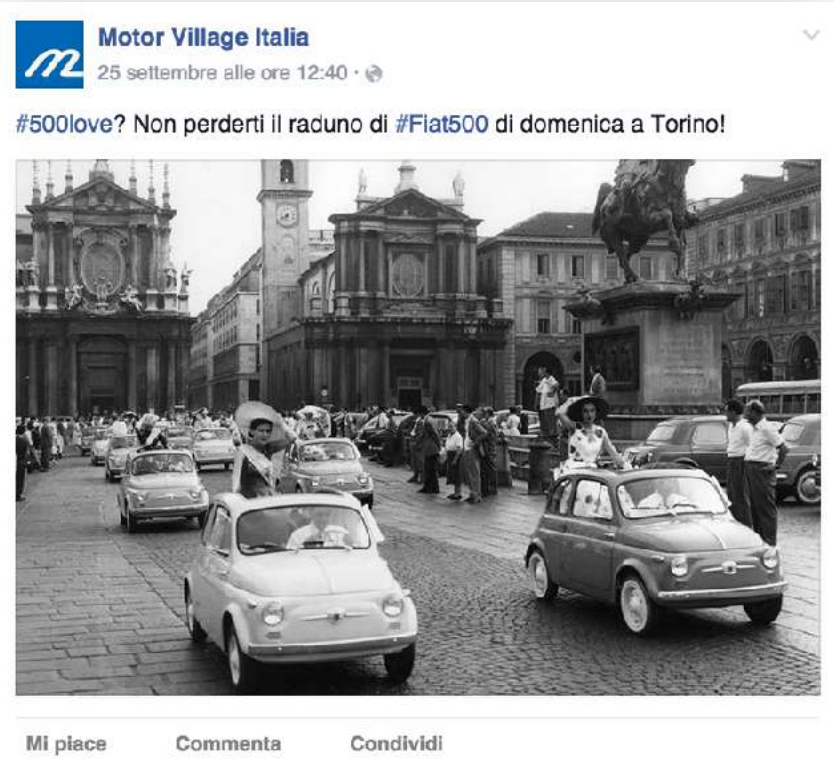 Motor Village Italia
25 settembre alle ore 12:40 ·
#500love? Non perderti il raduno di #Fiat500 di domenica a Torino!
Mi piace Commenta Condividi